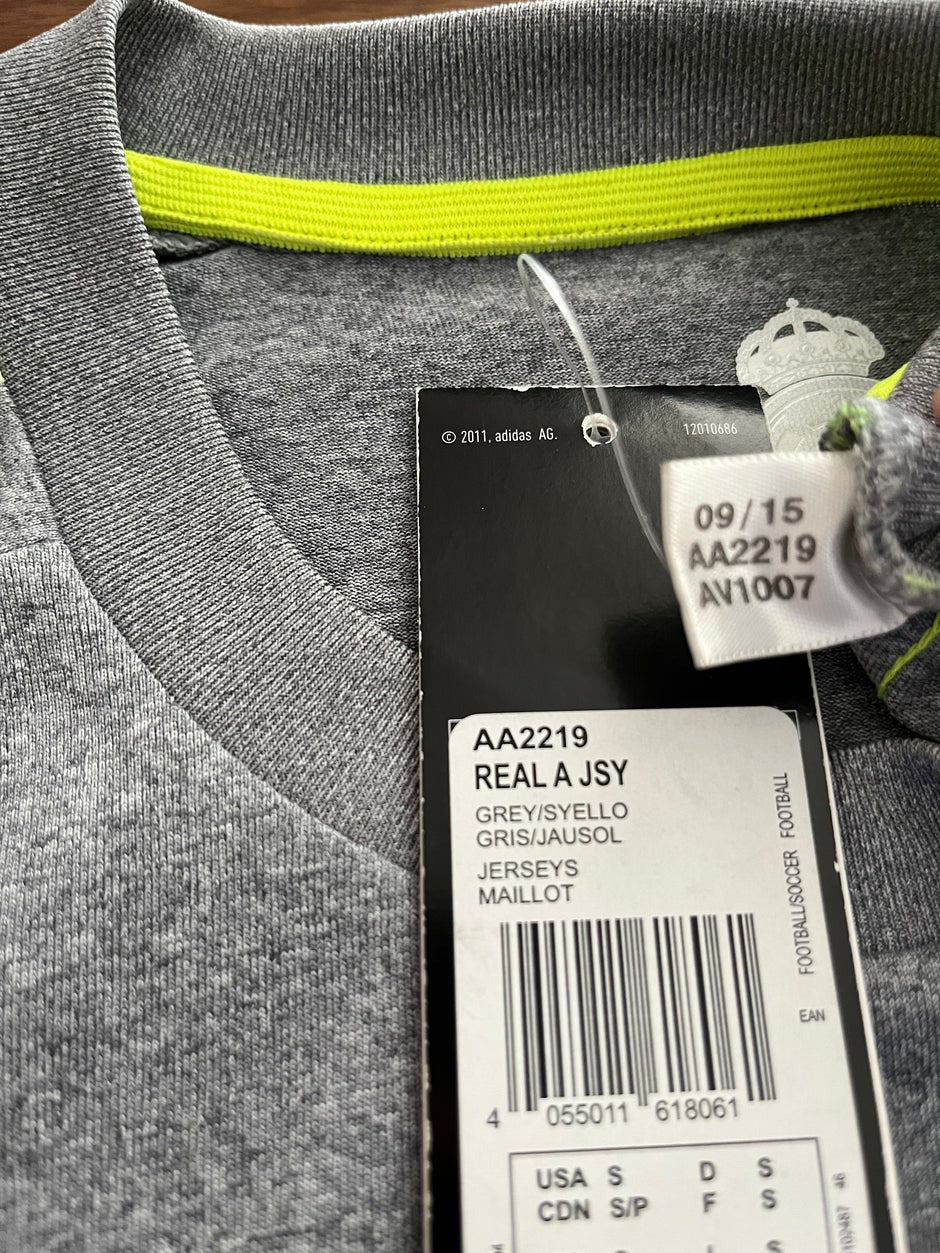 © 2011, adidas AG.
12010686
09/15
AA2219
AV1007
AA2219
REAL A JSY
GREY/SYELLO
GRIS/JAUSOL
JERSEYS
MAILLOT
FOOTBALL/SOCCER FOOTBALL
EAN
4 055011 618061
USA S D S
CDN S/P F S